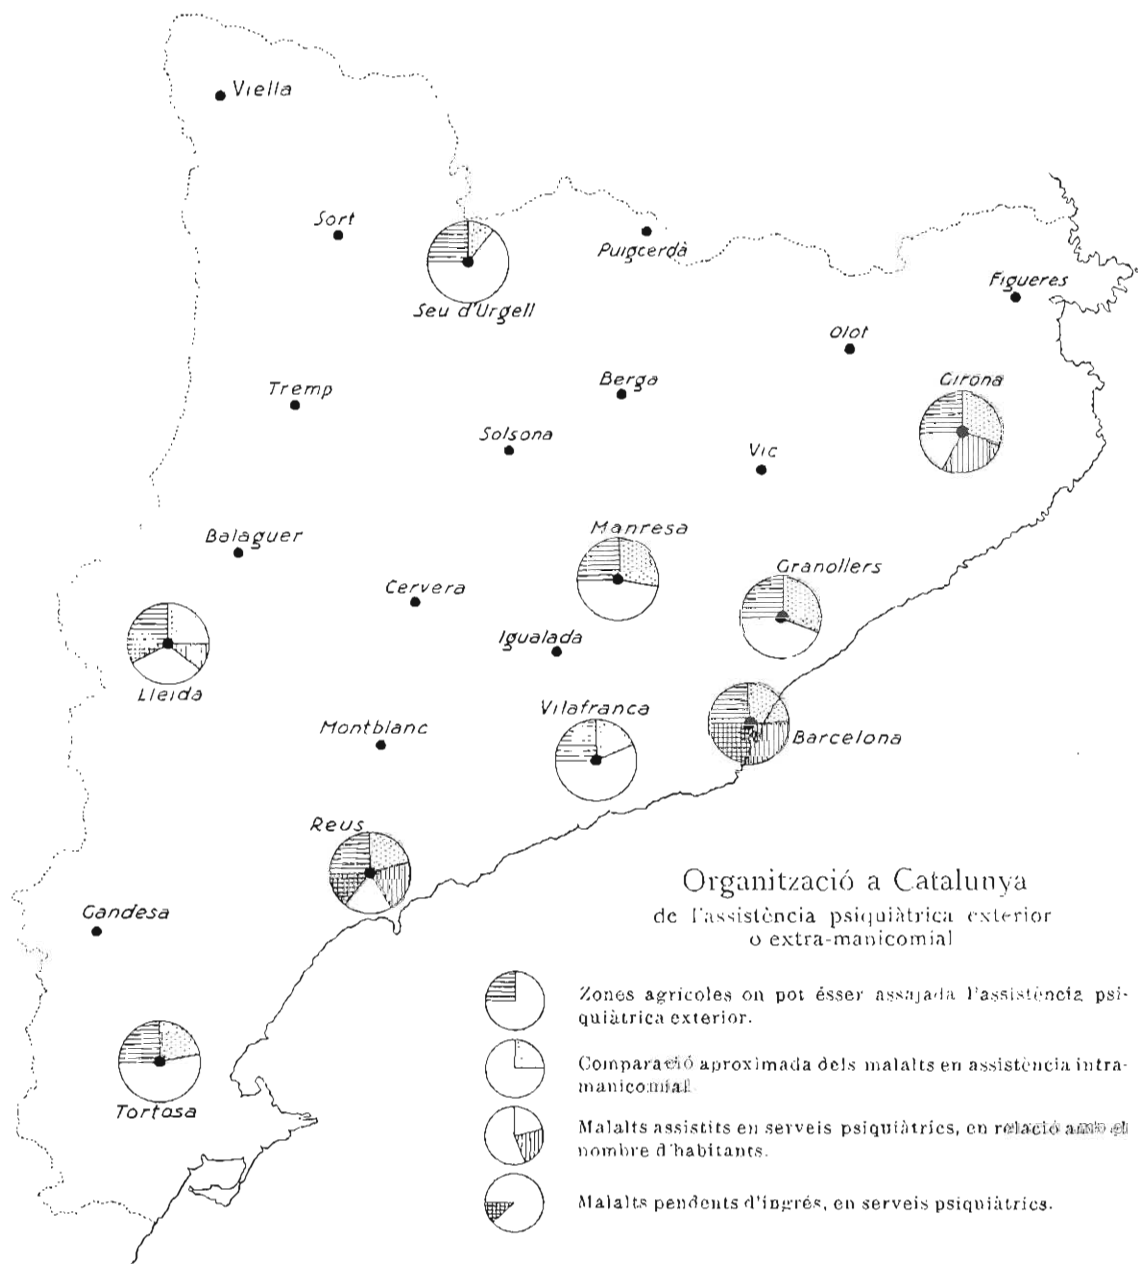 Viella
Sort
Puigcerdà
Seu d'Urgell
Figueres
Olot
Girona
Tremp
Berga
Solsona
Vic
Manresa
Balaguer
Granollers
Cervera
Igualada
Lleida
Vilafranca
Montblanc
Barcelona
Reus
Gandesa
Tortosa
Organització a Catalunya
de l'assistència psiquiàtrica exterior
o extra-manicomial
Zones agrícoles on pot ésser assajada l'assistència psi-
quiàtrica exterior.
Comparació aproximada dels malalts en assistència intra-
manicomial
Malalts assistits en serveis psiquiàtrics, en relació amb el
nombre d'habitants.
Malalts pendents d'ingrés, en serveis psiquiàtrics.